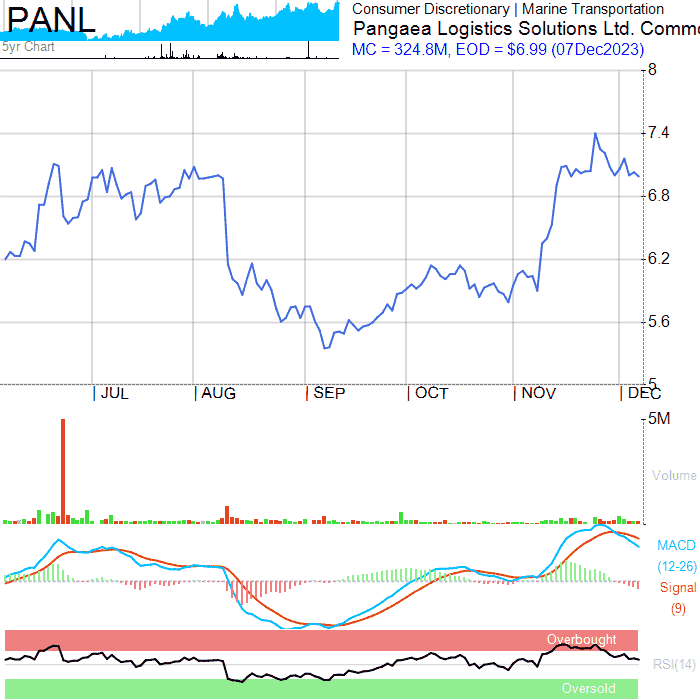 PANL
5yr Chart
Consumer Discretionary | Marine Transportation
Pangaea Logistics Solutions Ltd. Commo
MC = 324.8M, EOD = $6.99 (07Dec2023)
8
7.4
6.8
6.2
5.6
5
JUL AUG SEP OCT NOV DEC
5M
Volume
MACD
(12-26)
Signal
(9)
Overbought
RSI(14)
Oversold